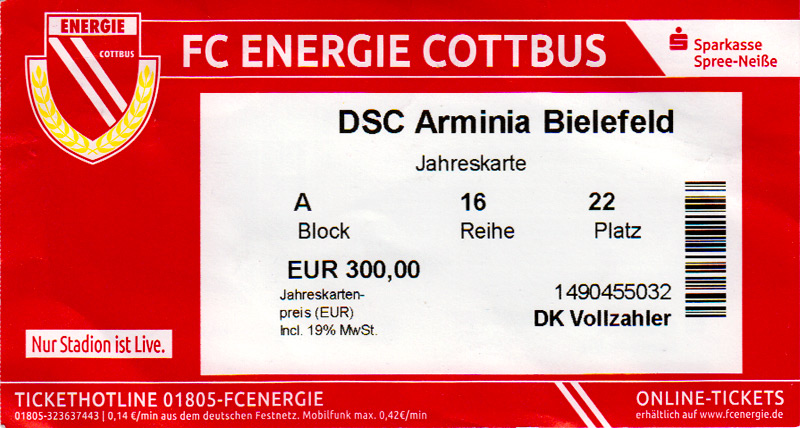 ENERGIE
COTTBUS
FC ENERGIE COTTBUS
Sparkasse
Spree-Neiße
DSC Arminia Bielefeld
Jahreskarte
A 16 22
Block Reihe Platz
EUR 300,00
Jahreskarten-
preis (EUR)
Incl. 19% MwSt.
1490455032
DK Vollzahler
Nur Stadion ist Live.
TICKETHOTLINE 01805-FCENERGIE
01805-323637443 | 0,14 €/min aus dem deutschen Festnetz. Mobilfunk max. 0,42€/min
ONLINE-TICKETS
erhältlich auf www.fcenergie.de